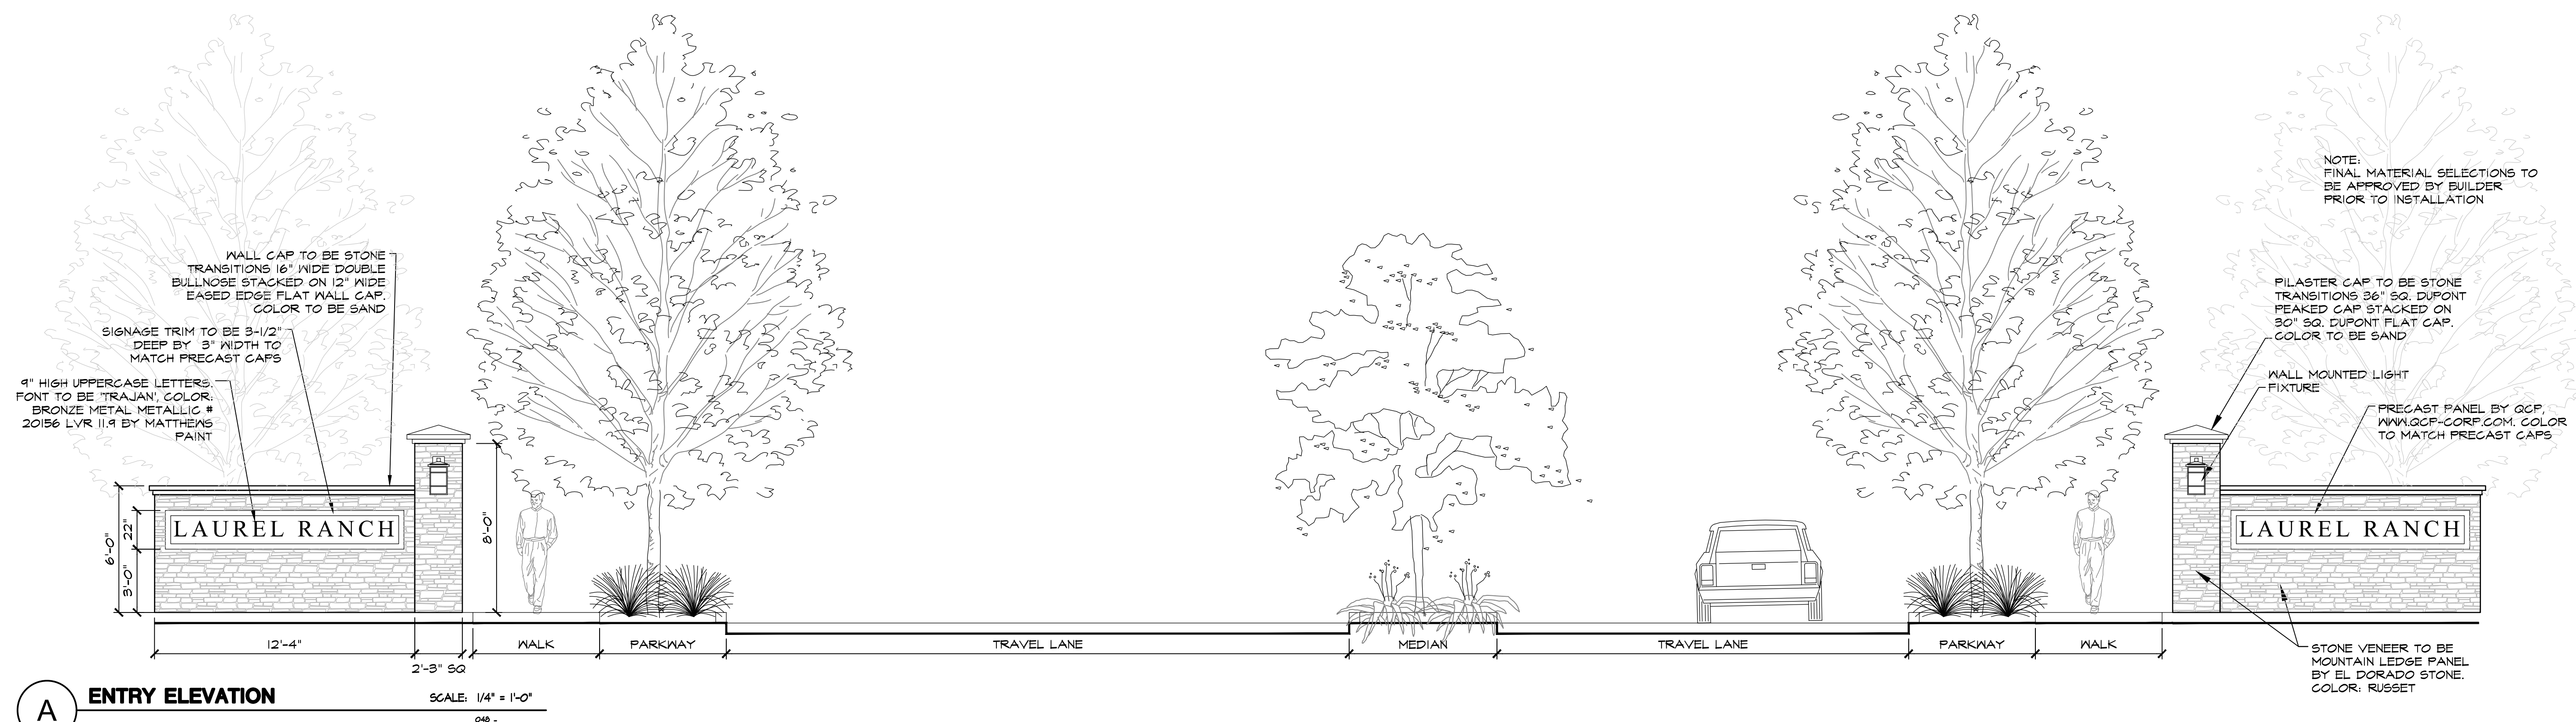 NOTE:
FINAL MATERIAL SELECTIONS TO
BE APPROVED BY BUILDER
PRIOR TO INSTALLATION
WALL CAP TO BE STONE
TRANSITIONS 16" WIDE DOUBLE
BULLNOSE STACKED ON 12" WIDE
EASED EDGE FLAT WALL CAP.
COLOR TO BE SAND
SIGNAGE TRIM TO BE 3-1/2"
DEEP BY 3" WIDTH TO
MATCH PRECAST CAPS
9" HIGH UPPERCASE LETTERS.
FONT TO BE 'TRAJAN', COLOR:
BRONZE METAL METALLIC #
20156 LVR 11.9 BY MATTHEWS
PAINT
PILASTER CAP TO BE STONE
TRANSITIONS 36" SQ. DUPONT
PEAKED CAP STACKED ON
30" SQ. DUPONT FLAT CAP.
COLOR TO BE SAND
WALL MOUNTED LIGHT
FIXTURE
PRECAST PANEL BY QCP,
WWW.QCP-CORP.COM. COLOR
TO MATCH PRECAST CAPS
6'-0"
22"
3'-0"
LAUREL RANCH
8'-0"
LAUREL RANCH
12'-4"
2'-3" SQ
WALK
PARKWAY
TRAVEL LANE
MEDIAN
TRAVEL LANE
PARKWAY
WALK
STONE VENEER TO BE
MOUNTAIN LEDGE PANEL
BY EL DORADO STONE.
COLOR: RUSSET
A
ENTRY ELEVATION
SCALE: 1/4" = 1'-0"